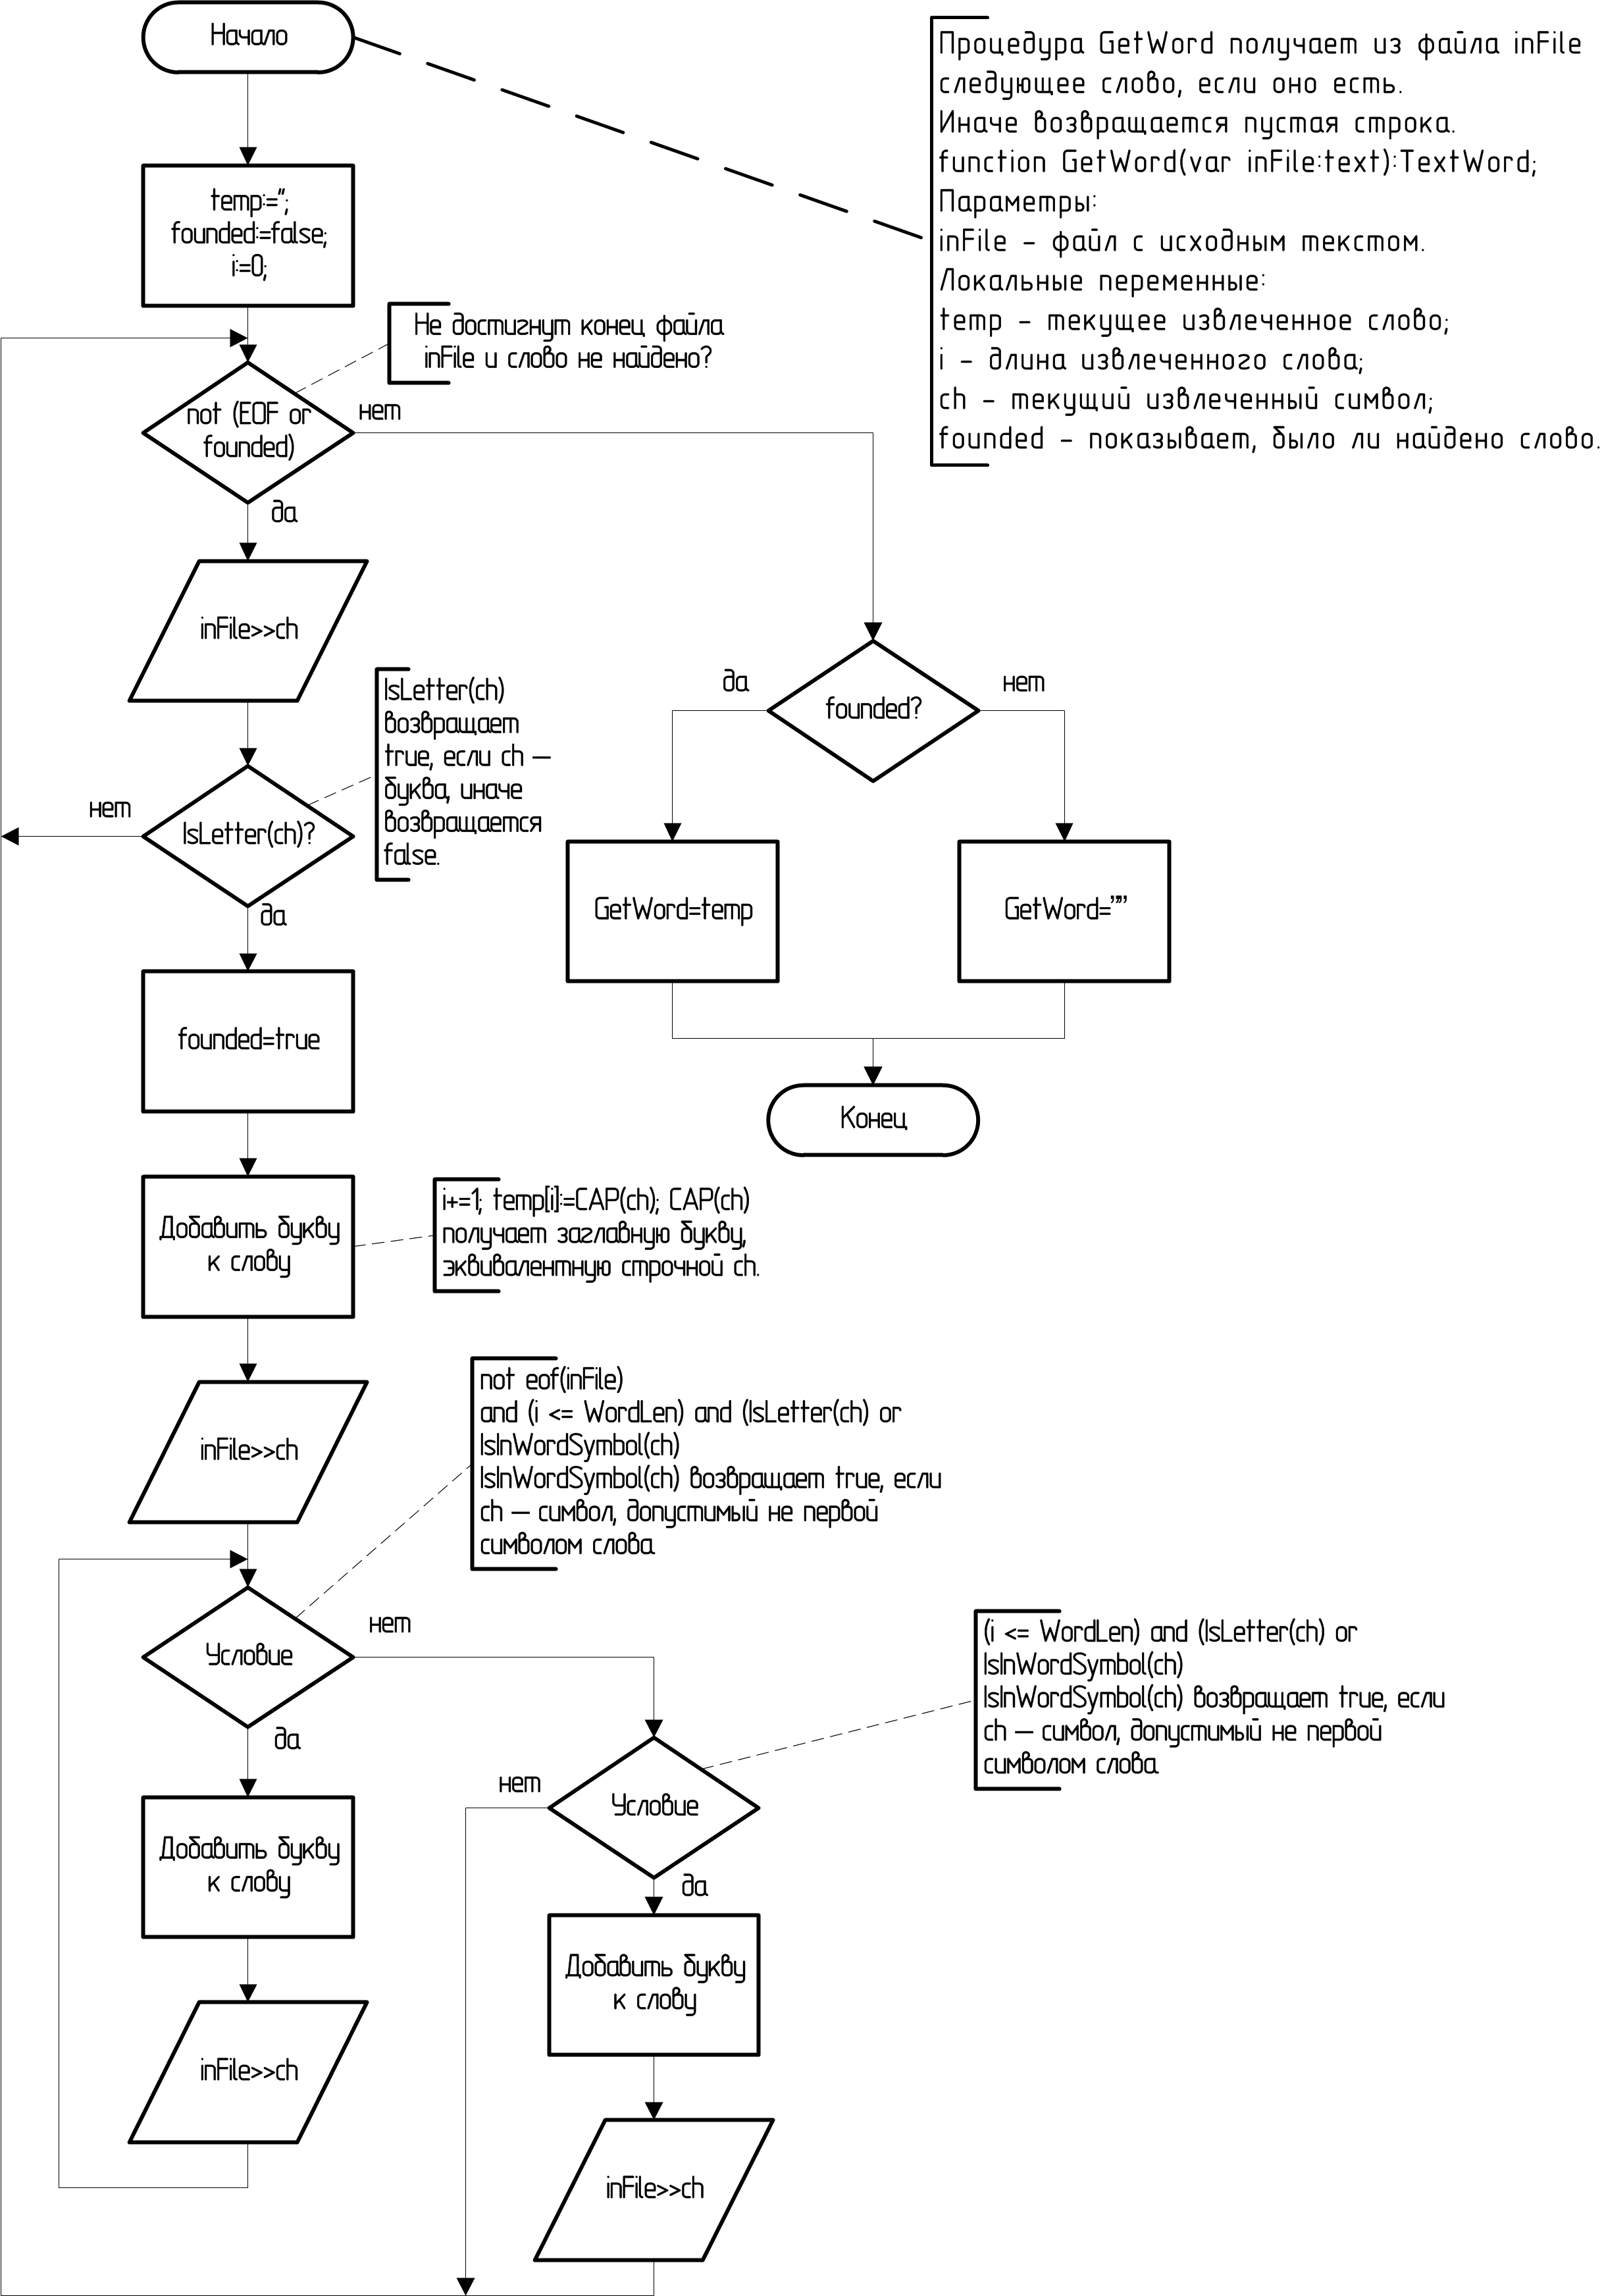 Начало
Процедура GetWord получает из файла inFile
следующее слово, если оно есть.
Иначе возвращается пустая строка.
function GetWord(var inFile:text):TextWord;
Параметры:
inFile – файл с исходным текстом.
Локальные переменные:
temp – текущее извлеченное слово;
i – длина извлеченного слова;
ch – текущий извлеченный символ;
founded – показывает, было ли найдено слово.
temp:='';
founded:=false;
i:=0;
Не достигнут конец файла
inFile и слово не найдено?
not (EOF or
founded)
нет
да
inFile>>ch
IsLetter(ch)
возвращает
true, если ch —
буква, иначе
возвращается
false.
IsLetter(ch)?
нет
да
founded?
да
нет
GetWord=temp
GetWord=""
Конец
founded=true
Добавить букву
к слову
i+=1; temp[i]:=CAP(ch); CAP(ch)
получает заглавную букву,
эквивалентную строчной ch.
inFile>>ch
not eof(inFile)
and (i <= WordLen) and (IsLetter(ch) or
IsInWordSymbol(ch)
IsInWordSymbol(ch) возвращает true, если
ch — символ, допустимый не первой
символом слова
Условие
нет
да
(i <= WordLen) and (IsLetter(ch) or
IsInWordSymbol(ch)
IsInWordSymbol(ch) возвращает true, если
ch — символ, допустимый не первой
символом слова
Условие
нет
да
Добавить букву
к слову
inFile>>ch
Добавить букву
к слову
inFile>>ch